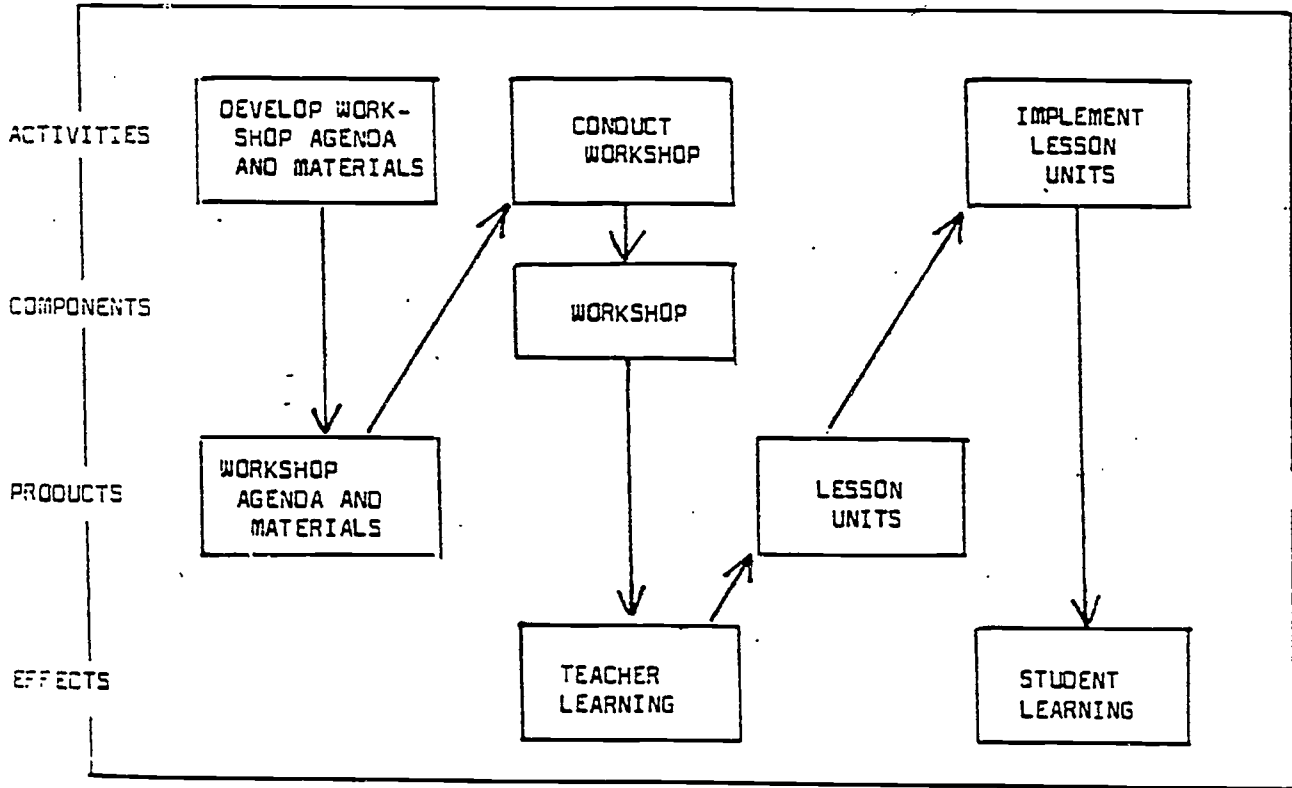 ACTIVITIES
DEVELOP WORK-
SHOP AGENDA
AND MATERIALS
CONDUCT
WORKSHOP
IMPLEMENT
LESSON
UNITS
COMPONENTS
WORKSHOP
PRODUCTS
WORKSHOP
AGENDA AND
MATERIALS
LESSON
UNITS
EFFECTS
TEACHER
LEARNING
STUDENT
LEARNING